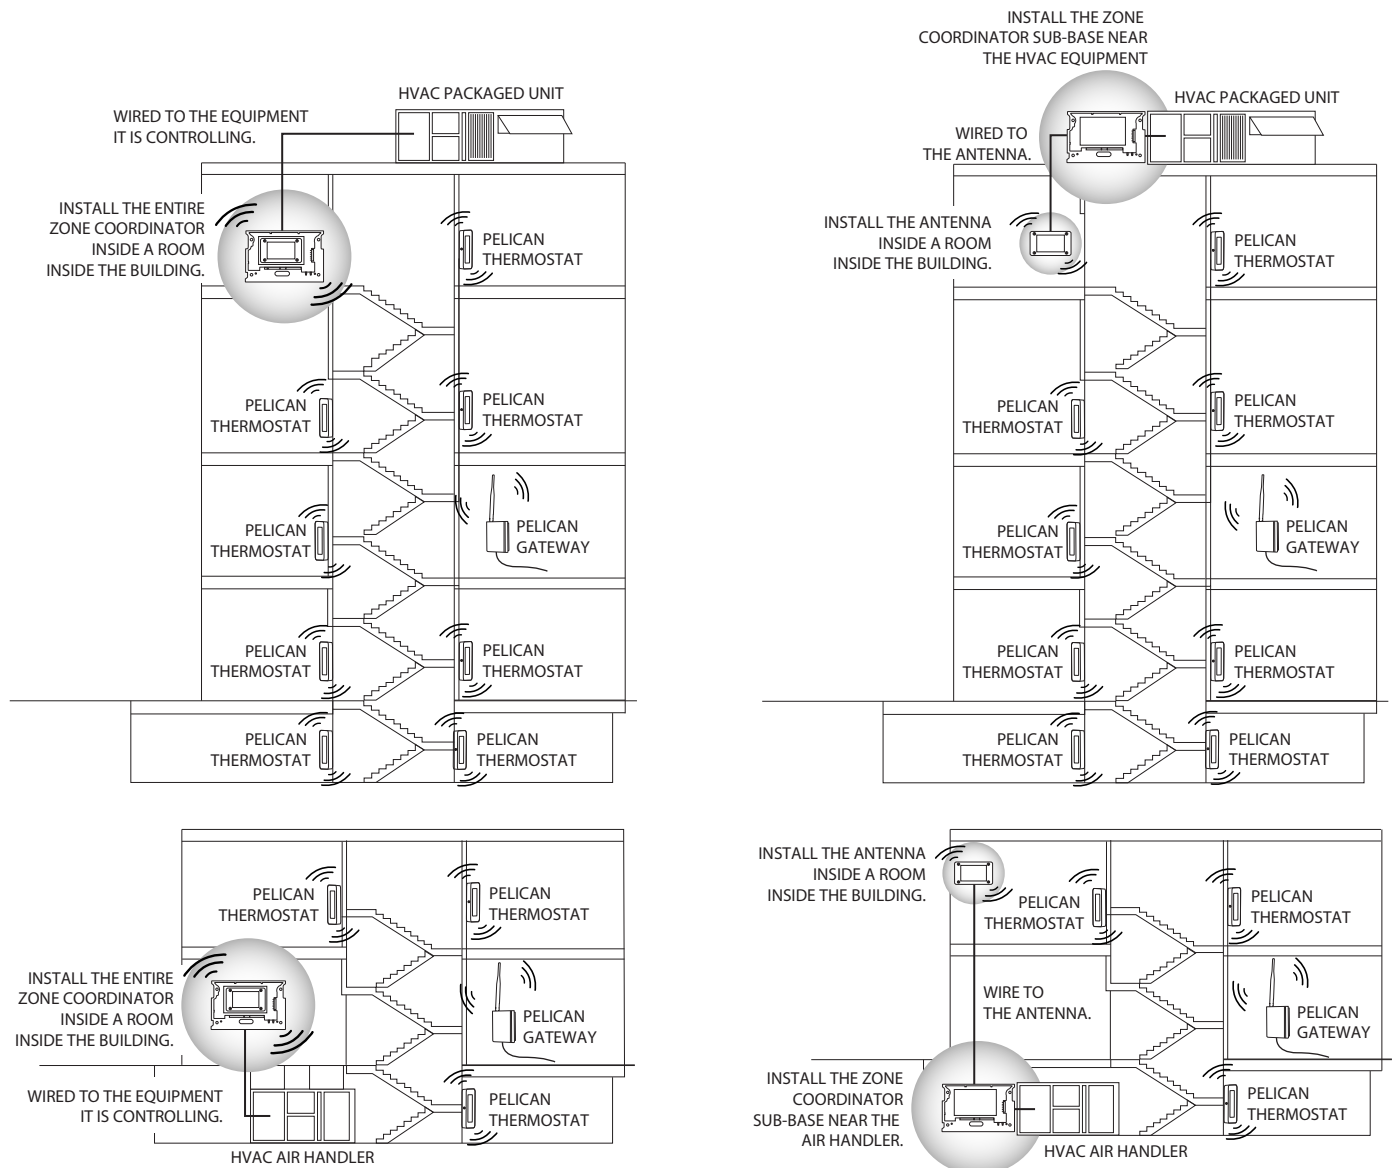 HVAC PACKAGED UNIT
WIRED TO THE EQUIPMENT
IT IS CONTROLLING.
INSTALL THE ENTIRE
ZONE COORDINATOR
INSIDE A ROOM
INSIDE THE BUILDING.
PELICAN
THERMOSTAT
PELICAN
THERMOSTAT
PELICAN
THERMOSTAT
PELICAN
THERMOSTAT
PELICAN
GATEWAY
PELICAN
THERMOSTAT
PELICAN
THERMOSTAT
PELICAN
THERMOSTAT
PELICAN
THERMOSTAT
INSTALL THE ZONE
COORDINATOR SUB-BASE NEAR
THE HVAC EQUIPMENT
HVAC PACKAGED UNIT
WIRED TO
THE ANTENNA.
INSTALL THE ANTENNA
INSIDE A ROOM
INSIDE THE BUILDING.
PELICAN
THERMOSTAT
PELICAN
THERMOSTAT
PELICAN
THERMOSTAT
PELICAN
THERMOSTAT
PELICAN
GATEWAY
PELICAN
THERMOSTAT
PELICAN
THERMOSTAT
PELICAN
THERMOSTAT
PELICAN
THERMOSTAT
PELICAN
THERMOSTAT
PELICAN
THERMOSTAT
INSTALL THE ENTIRE
ZONE COORDINATOR
INSIDE A ROOM
INSIDE THE BUILDING.
PELICAN
GATEWAY
WIRED TO THE EQUIPMENT
IT IS CONTROLLING.
PELICAN
THERMOSTAT
HVAC AIR HANDLER
INSTALL THE ANTENNA
INSIDE A ROOM
INSIDE THE BUILDING.
PELICAN
THERMOSTAT
PELICAN
THERMOSTAT
WIRE TO
THE ANTENNA.
PELICAN
GATEWAY
INSTALL THE ZONE
COORDINATOR
SUB-BASE NEAR THE
AIR HANDLER.
PELICAN
THERMOSTAT
HVAC AIR HANDLER